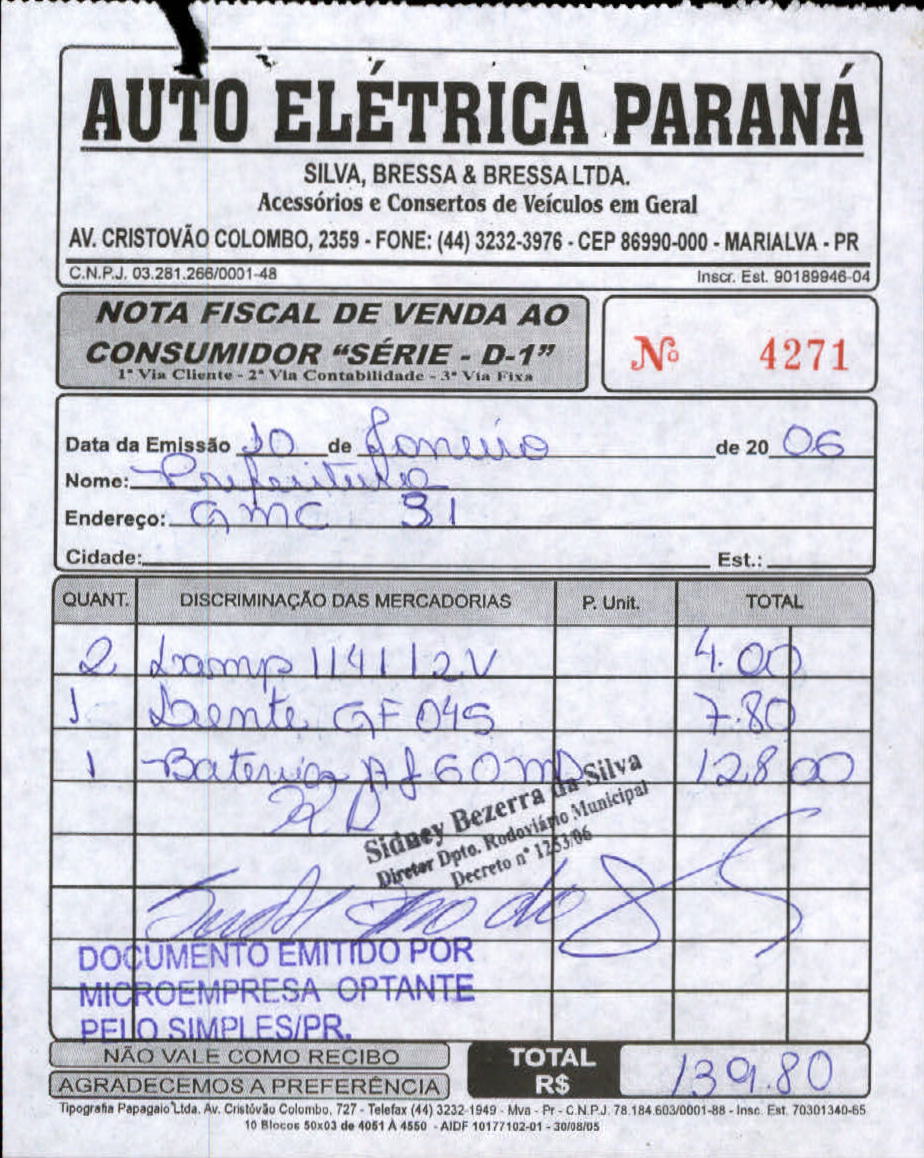 AUTO ELÉTRICA PARANÁ
SILVA, BRESSA & BRESSA LTDA.
Acessórios e Consertos de Veículos em Geral
AV. CRISTOVÃO COLOMBO, 2359 - FONE: (44) 3232-3976 - CEP 86990-000 - MARIALVA - PR
C.N.P.J. 03.281.266/0001-48 Inscr. Est. 90189946-04
NOTA FISCAL DE VENDA AO
CONSUMIDOR "SÉRIE - D-1"
1ª Via Cliente - 2ª Via Contabilidade - 3ª Via Fixa
Nº 4271
Data da Emissão 10 de Janeiro de 20 06
Nome: Prefeitura
Endereço: GMC 31
Cidade: Est.:
QUANT. DISCRIMINAÇÃO DAS MERCADORIAS P. Unit. TOTAL
2 Lamp 1141 12V 4.00
1 Lente GF 045 7.80
1 Bateria 60 128 00
Sidney Bezerra da Silva
Diretor Dpto. Rodoviário Municipal
Decreto nº 1253/06
DOCUMENTO EMITIDO POR
MICROEMPRESA OPTANTE
PELO SIMPLES/PR.
NÃO VALE COMO RECIBO
AGRADECEMOS A PREFERÊNCIA
TOTAL
R$ 139.80
Tipografia Papagaio Ltda. Av. Cristóvão Colombo, 727 - Telefax (44) 3232-1949 - Mva - Pr - C.N.P.J. 78.184.603/0001-88 - Insc. Est. 70301340-65
10 Blocos 50x03 de 4051 À 4550 - AIDF 10177102-01 - 30/08/05